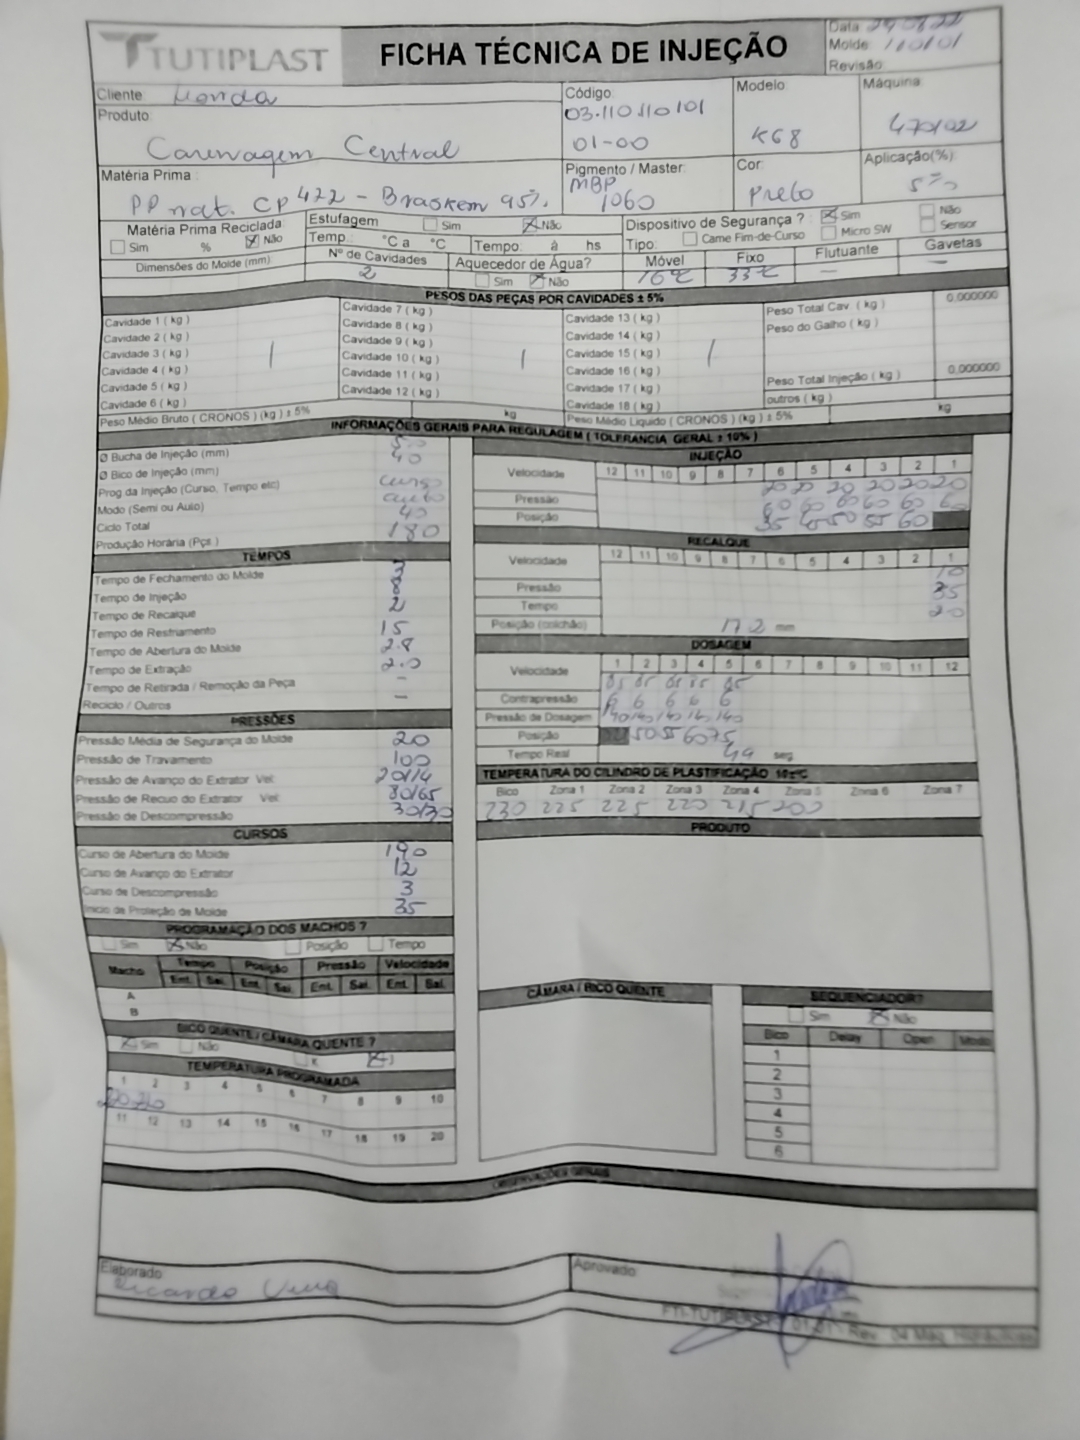 TUTIPLAST
FICHA TÉCNICA DE INJEÇÃO
Data: 29.08.22
Molde: 110/01
Revisão:
Cliente Honda
Código: 03.110.110.101 01-00
Modelo K68
Máquina 470/02
Produto: Carenagem Central
Matéria Prima : PP nat. CP 422 - Braskem 95%.
Pigmento / Master: MBP 1060
Cor: Preto
Aplicação(%) 5%
Matéria Prima Reciclada:
Sim % Não
Estufagem Sim Não
Temp.: °C a °C Tempo: à hs
Dispositivo de Segurança ? : Sim Não
Tipo: Came Fim-de-Curso Micro SW Sensor
Dimensões do Molde (mm)
Nº de Cavidades 2
Aquecedor de Água? Sim Não
Móvel 16°C
Fixo 33°C
Flutuante —
Gavetas —
PESOS DAS PEÇAS POR CAVIDADES ± 5%
Cavidade 1 ( kg ) Cavidade 7 ( kg ) Cavidade 13 ( kg ) Peso Total Cav. ( kg ) 0,000000
Cavidade 2 ( kg ) Cavidade 8 ( kg ) Cavidade 14 ( kg ) Peso do Galho ( kg )
Cavidade 3 ( kg ) Cavidade 9 ( kg ) Cavidade 15 ( kg )
Cavidade 4 ( kg ) Cavidade 10 ( kg ) Cavidade 16 ( kg )
Cavidade 5 ( kg ) Cavidade 11 ( kg ) Cavidade 17 ( kg ) Peso Total Injeção ( kg ) 0,000000
Cavidade 6 ( kg ) Cavidade 12 ( kg ) Cavidade 18 ( kg ) outros ( kg )
Peso Médio Bruto ( CRONOS ) (kg ) ± 5% kg Peso Médio Liquido ( CRONOS ) (kg ) ± 5% kg
INFORMAÇÕES GERAIS PARA REGULAGEM ( TOLERANCIA GERAL ± 10% )
Ø Bucha de Injeção (mm)
Ø Bico de Injeção (mm) 40
Prog da Injeção (Curso, Tempo etc) curso
Modo (Semi ou Auto) auto
Ciclo Total 40
Produção Horária (Pçs ) 180
TEMPOS
Tempo de Fechamento do Molde 3
Tempo de Injeção 8
Tempo de Recalque 2
Tempo de Resfriamento 15
Tempo de Abertura do Molde 2.8
Tempo de Extração 2.0
Tempo de Retirada / Remoção da Peça -
Reciclo / Outros —
PRESSÕES
Pressão Média de Segurança do Molde 20
Pressão de Travamento 100
Pressão de Avanço do Extrator Vel: 20/14
Pressão de Recuo do Extrator Vel: 80/65
Pressão de Descompressão 30/30
CURSOS
Curso de Abertura do Molde 190
Curso de Avanço do Extrator 12
Curso de Descompressão 3
Inicio de Proteção de Molde 35
PROGRAMAÇÃO DOS MACHOS ?
Sim Não Posição Tempo
Macho Tempo Posição Pressão Velocidade
Ent. Sai. Ent. Sai. Ent. Sai. Ent. Sai.
A
B
BICO QUENTE / CÂMARA QUENTE ?
Sim Não K J
TEMPERATURA PROGRAMADA
1 2 3 4 5 6 7 8 9 10
11 12 13 14 15 16 17 18 19 20
INJEÇÃO
Velocidade 12 11 10 9 8 7 6 5 4 3 2 1
20 20 20 20 20 20
Pressão 60 60 60 60 60 60
Posição 35 45 50 55 60
RECALQUE
Velocidade 12 11 10 9 8 7 6 5 4 3 2 1
10
Pressão 35
Tempo 2.0
Posição (colchão) 17.2 mm
DOSAGEM
Velocidade 1 2 3 4 5 6 7 8 9 10 11 12
85 85 85 85 85
Contrapressão 6 6 6 6 6
Pressão de Dosagem 140 140 140 140 140
Posição 50 55 60 75
Tempo Real seg
TEMPERATURA DO CILINDRO DE PLASTIFICAÇÃO 10±°C
Bico Zona 1 Zona 2 Zona 3 Zona 4 Zona 5 Zona 6 Zona 7
230 225 225 220 215 200
PRODUTO
CÂMARA / BICO QUENTE
SEQUENCIADOR?
Sim Não
Bico Delay Open Modo
1
2
3
4
5
6
OBSERVAÇÕES GERAIS
Elaborado: Ricardo
Aprovado:
FTI-TUTIPLAST 01.01 Rev. 04 Maq. Hidráulicas